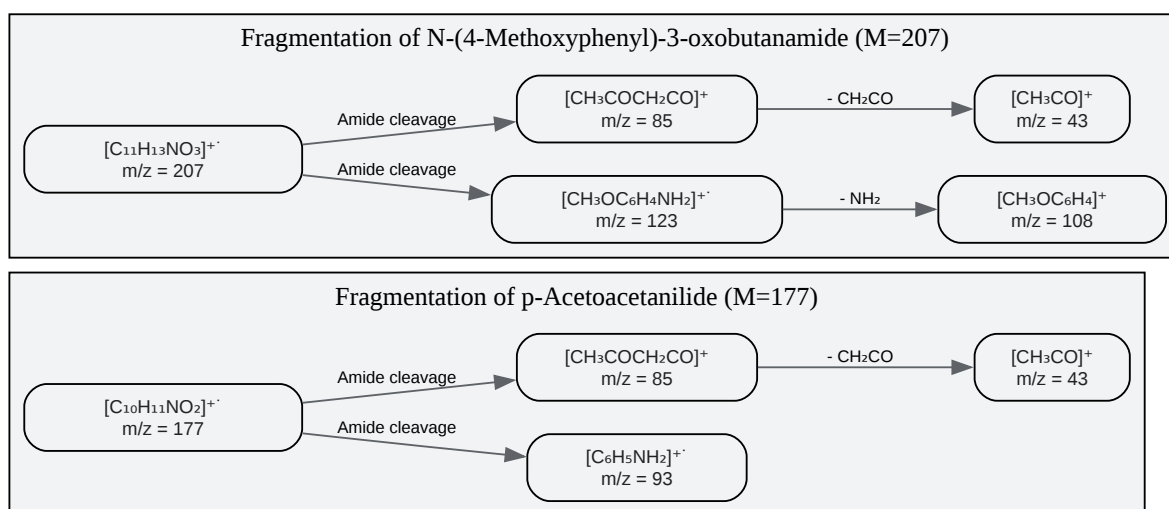 Fragmentation of N-(4-Methoxyphenyl)-3-oxobutanamide (M=207)
[C₁₁H₁₃NO₃]⁺˙
m/z = 207
Amide cleavage
[CH₃COCH₂CO]⁺
m/z = 85
- CH₂CO
[CH₃CO]⁺
m/z = 43
Amide cleavage
[CH₃OC₆H₄NH₂]⁺˙
m/z = 123
- NH₂
[CH₃OC₆H₄]⁺
m/z = 108
Fragmentation of p-Acetoacetanilide (M=177)
[C₁₀H₁₁NO₂]⁺˙
m/z = 177
Amide cleavage
[CH₃COCH₂CO]⁺
m/z = 85
- CH₂CO
[CH₃CO]⁺
m/z = 43
Amide cleavage
[C₆H₅NH₂]⁺˙
m/z = 93